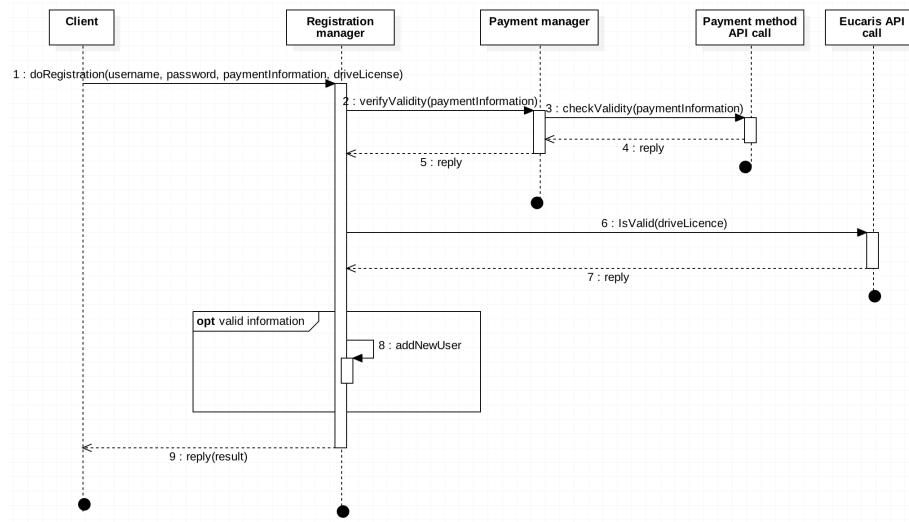 Client
Registration
manager
Payment manager
Payment method
API call
Eucaris API
call
1 : doRegistration(username, password, paymentInformation, driveLicense)
2 : verifyValidity(paymentInformation)
3 : checkValidity(paymentInformation)
4 : reply
5 : reply
6 : IsValid(driveLicence)
7 : reply
opt valid information
8 : addNewUser
9 : reply(result)